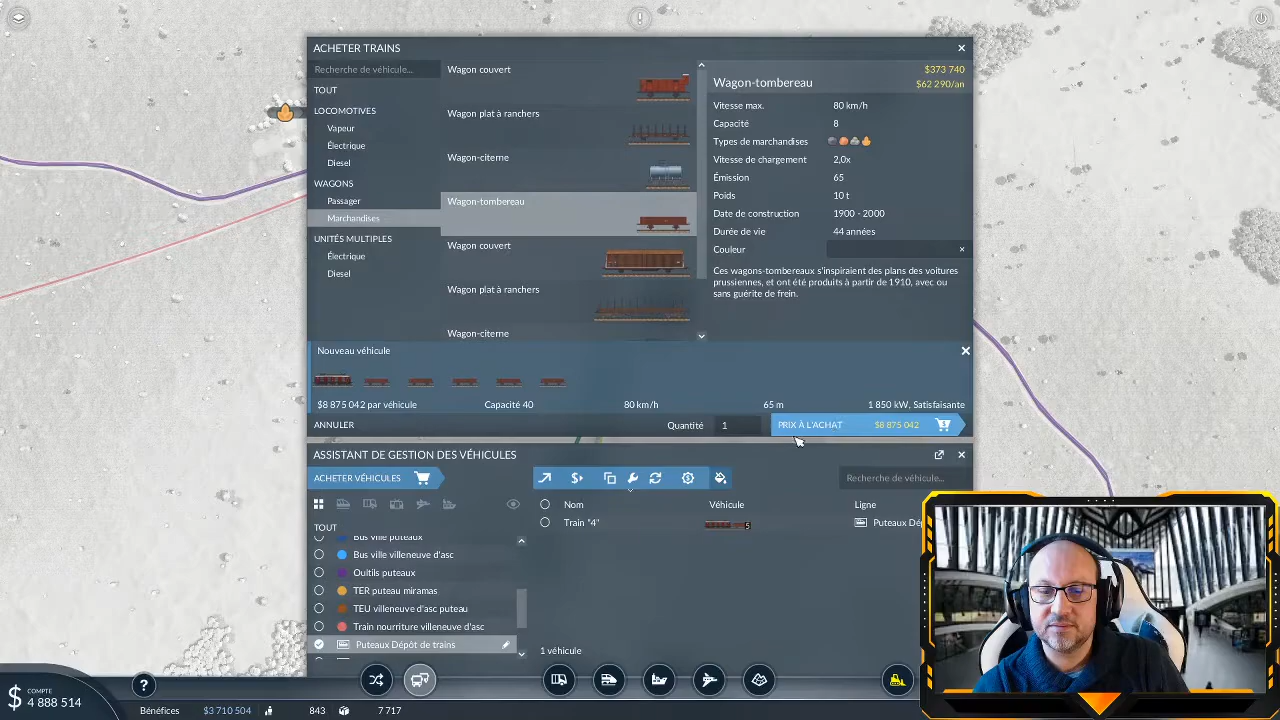 ACHETER TRAINS
Recherche de véhicule...
TOUT
LOCOMOTIVES
Vapeur
Électrique
Diesel
WAGONS
Passager
Marchandises
UNITÉS MULTIPLES
Électrique
Diesel
Wagon couvert
Wagon plat à ranchers
Wagon-citerne
Wagon-tombereau
Wagon couvert
Wagon plat à ranchers
Wagon-citerne
$373 740
Wagon-tombereau
$62 290/an
Vitesse max. 80 km/h
Capacité 8
Types de marchandises
Vitesse de chargement 2,0x
Émission 65
Poids 10 t
Date de construction 1900 - 2000
Durée de vie 44 années
Couleur
Ces wagons-tombereaux s'inspiraient des plans des voitures
prussiennes, et ont été produits à partir de 1910, avec ou
sans guérite de frein.
Nouveau véhicule
$8 875 042 par véhicule Capacité 40 80 km/h 65 m 1 850 kW, Satisfaisante
ANNULER Quantité 1 PRIX À L'ACHAT $8 875 042
ASSISTANT DE GESTION DES VÉHICULES
ACHETER VÉHICULES
Recherche de véhicule...
TOUT
Bus ville puteaux
Bus ville villeneuve d'asc
Ouitils puteaux
TER puteau miramas
TEU villeneuve d'asc puteau
Train nourriture villeneuve d'asc
Puteaux Dépôt de trains
Nom Véhicule Ligne
Train "4" 5 Puteaux Dé
1 véhicule
COMPTE
$ 4 888 514
?
Bénéfices $3 710 504 843 7 717